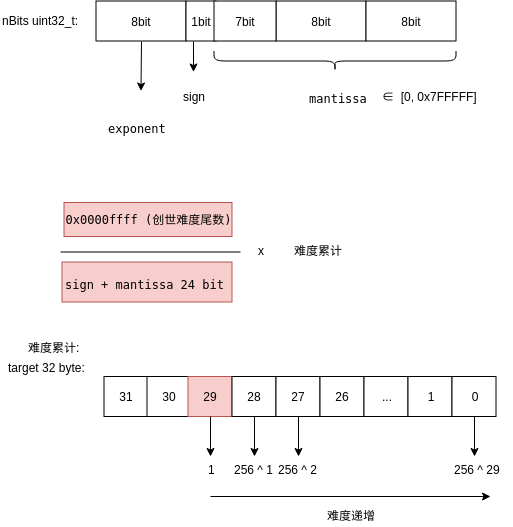 nBits uint32_t: 8bit 1bit 7bit 8bit 8bit
sign
mantissa ∈ [0, 0x7FFFFF]
exponent
0x0000ffff (创世难度尾数)
x 难度累计
sign + mantissa 24 bit
难度累计:
target 32 byte:
31 30 29 28 27 26 ... 1 0
1 256 ^ 1 256 ^ 2 256 ^ 29
难度递增